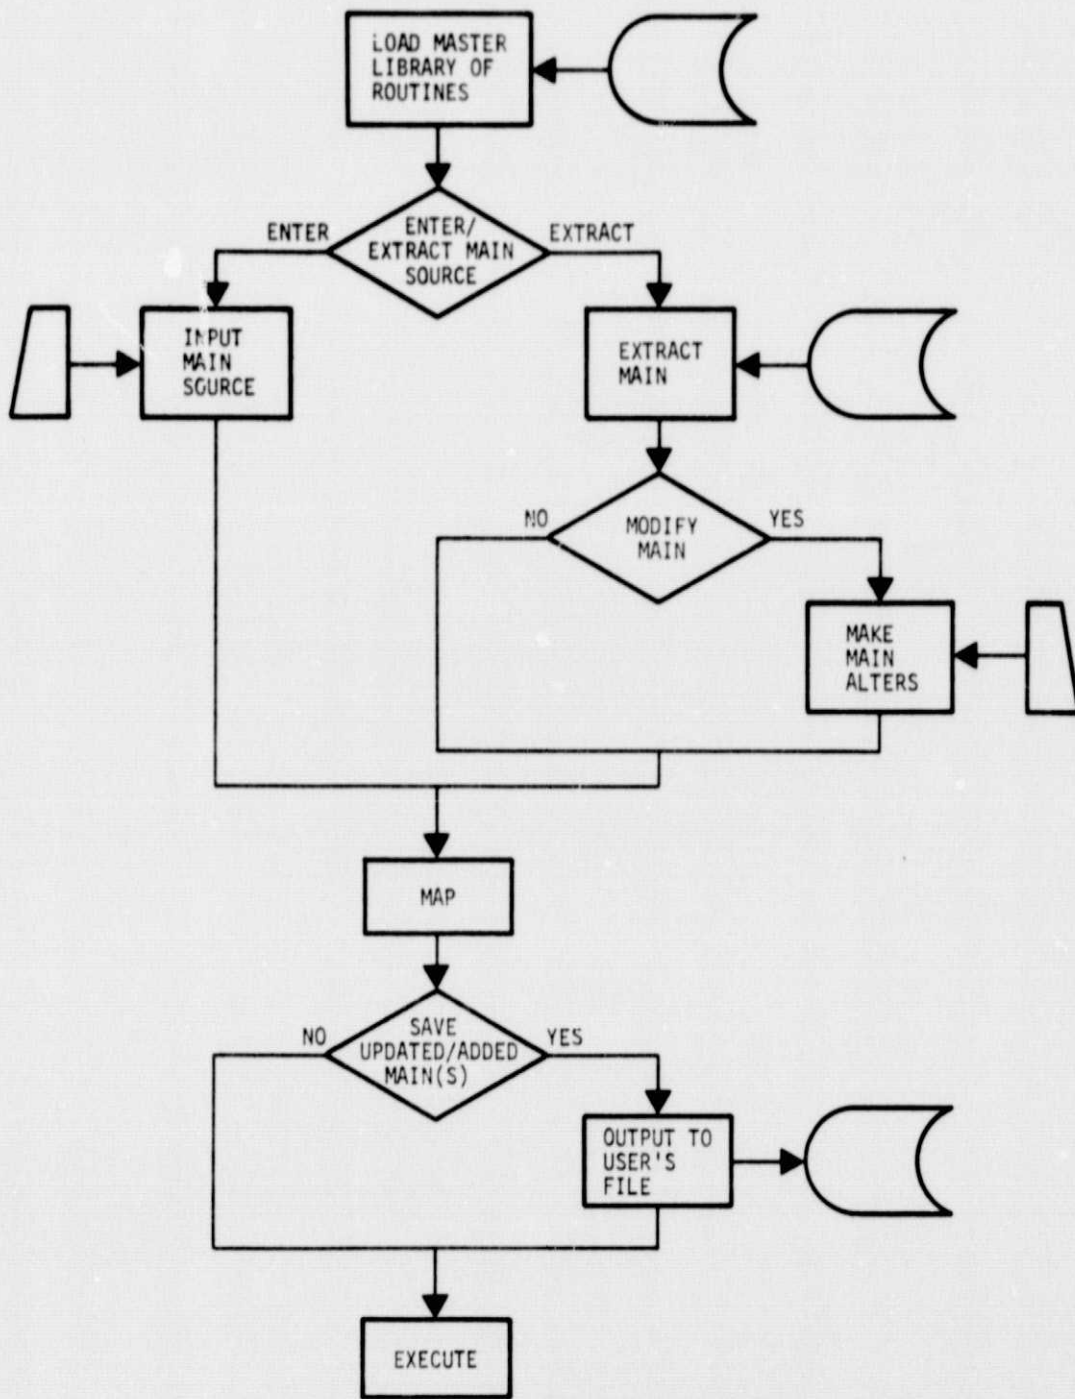 LOAD MASTER
LIBRARY OF
ROUTINES
ENTER
ENTER/
EXTRACT MAIN
SOURCE
EXTRACT
INPUT
MAIN
SOURCE
EXTRACT
MAIN
NO
MODIFY
MAIN
YES
MAKE
MAIN
ALTERS
MAP
NO
SAVE
UPDATED/ADDED
MAIN(S)
YES
OUTPUT TO
USER'S
FILE
EXECUTE